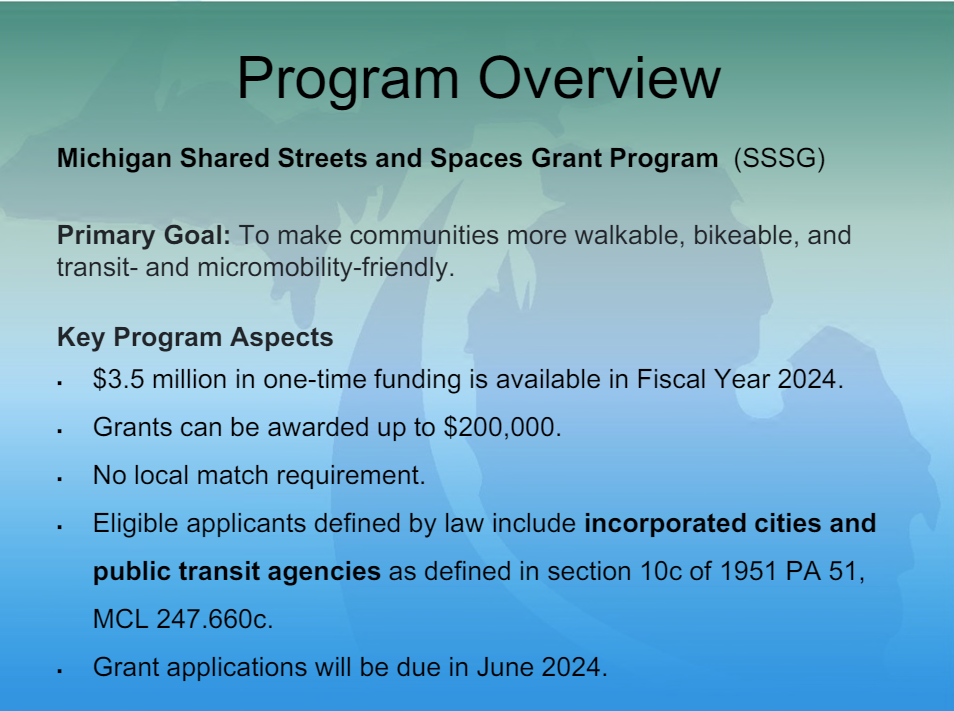 Program Overview
Michigan Shared Streets and Spaces Grant Program (SSSG)
Primary Goal: To make communities more walkable, bikeable, and
transit- and micromobility-friendly.
Key Program Aspects
▪ $3.5 million in one-time funding is available in Fiscal Year 2024.
▪ Grants can be awarded up to $200,000.
▪ No local match requirement.
▪ Eligible applicants defined by law include incorporated cities and
public transit agencies as defined in section 10c of 1951 PA 51,
MCL 247.660c.
▪ Grant applications will be due in June 2024.